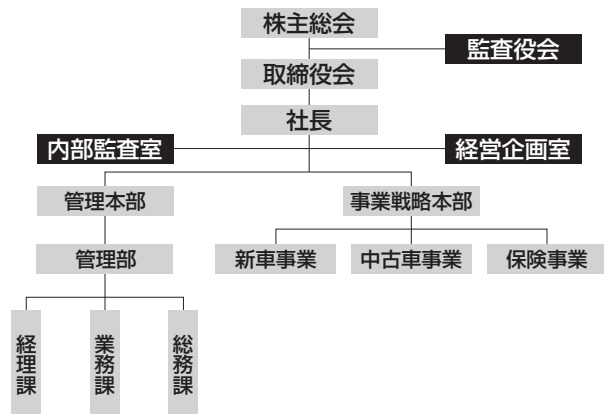 株主総会
監査役会
取締役会
社長
内部監査室
経営企画室
管理本部
事業戦略本部
管理部
新車事業
中古車事業
保険事業
経理課
業務課
総務課